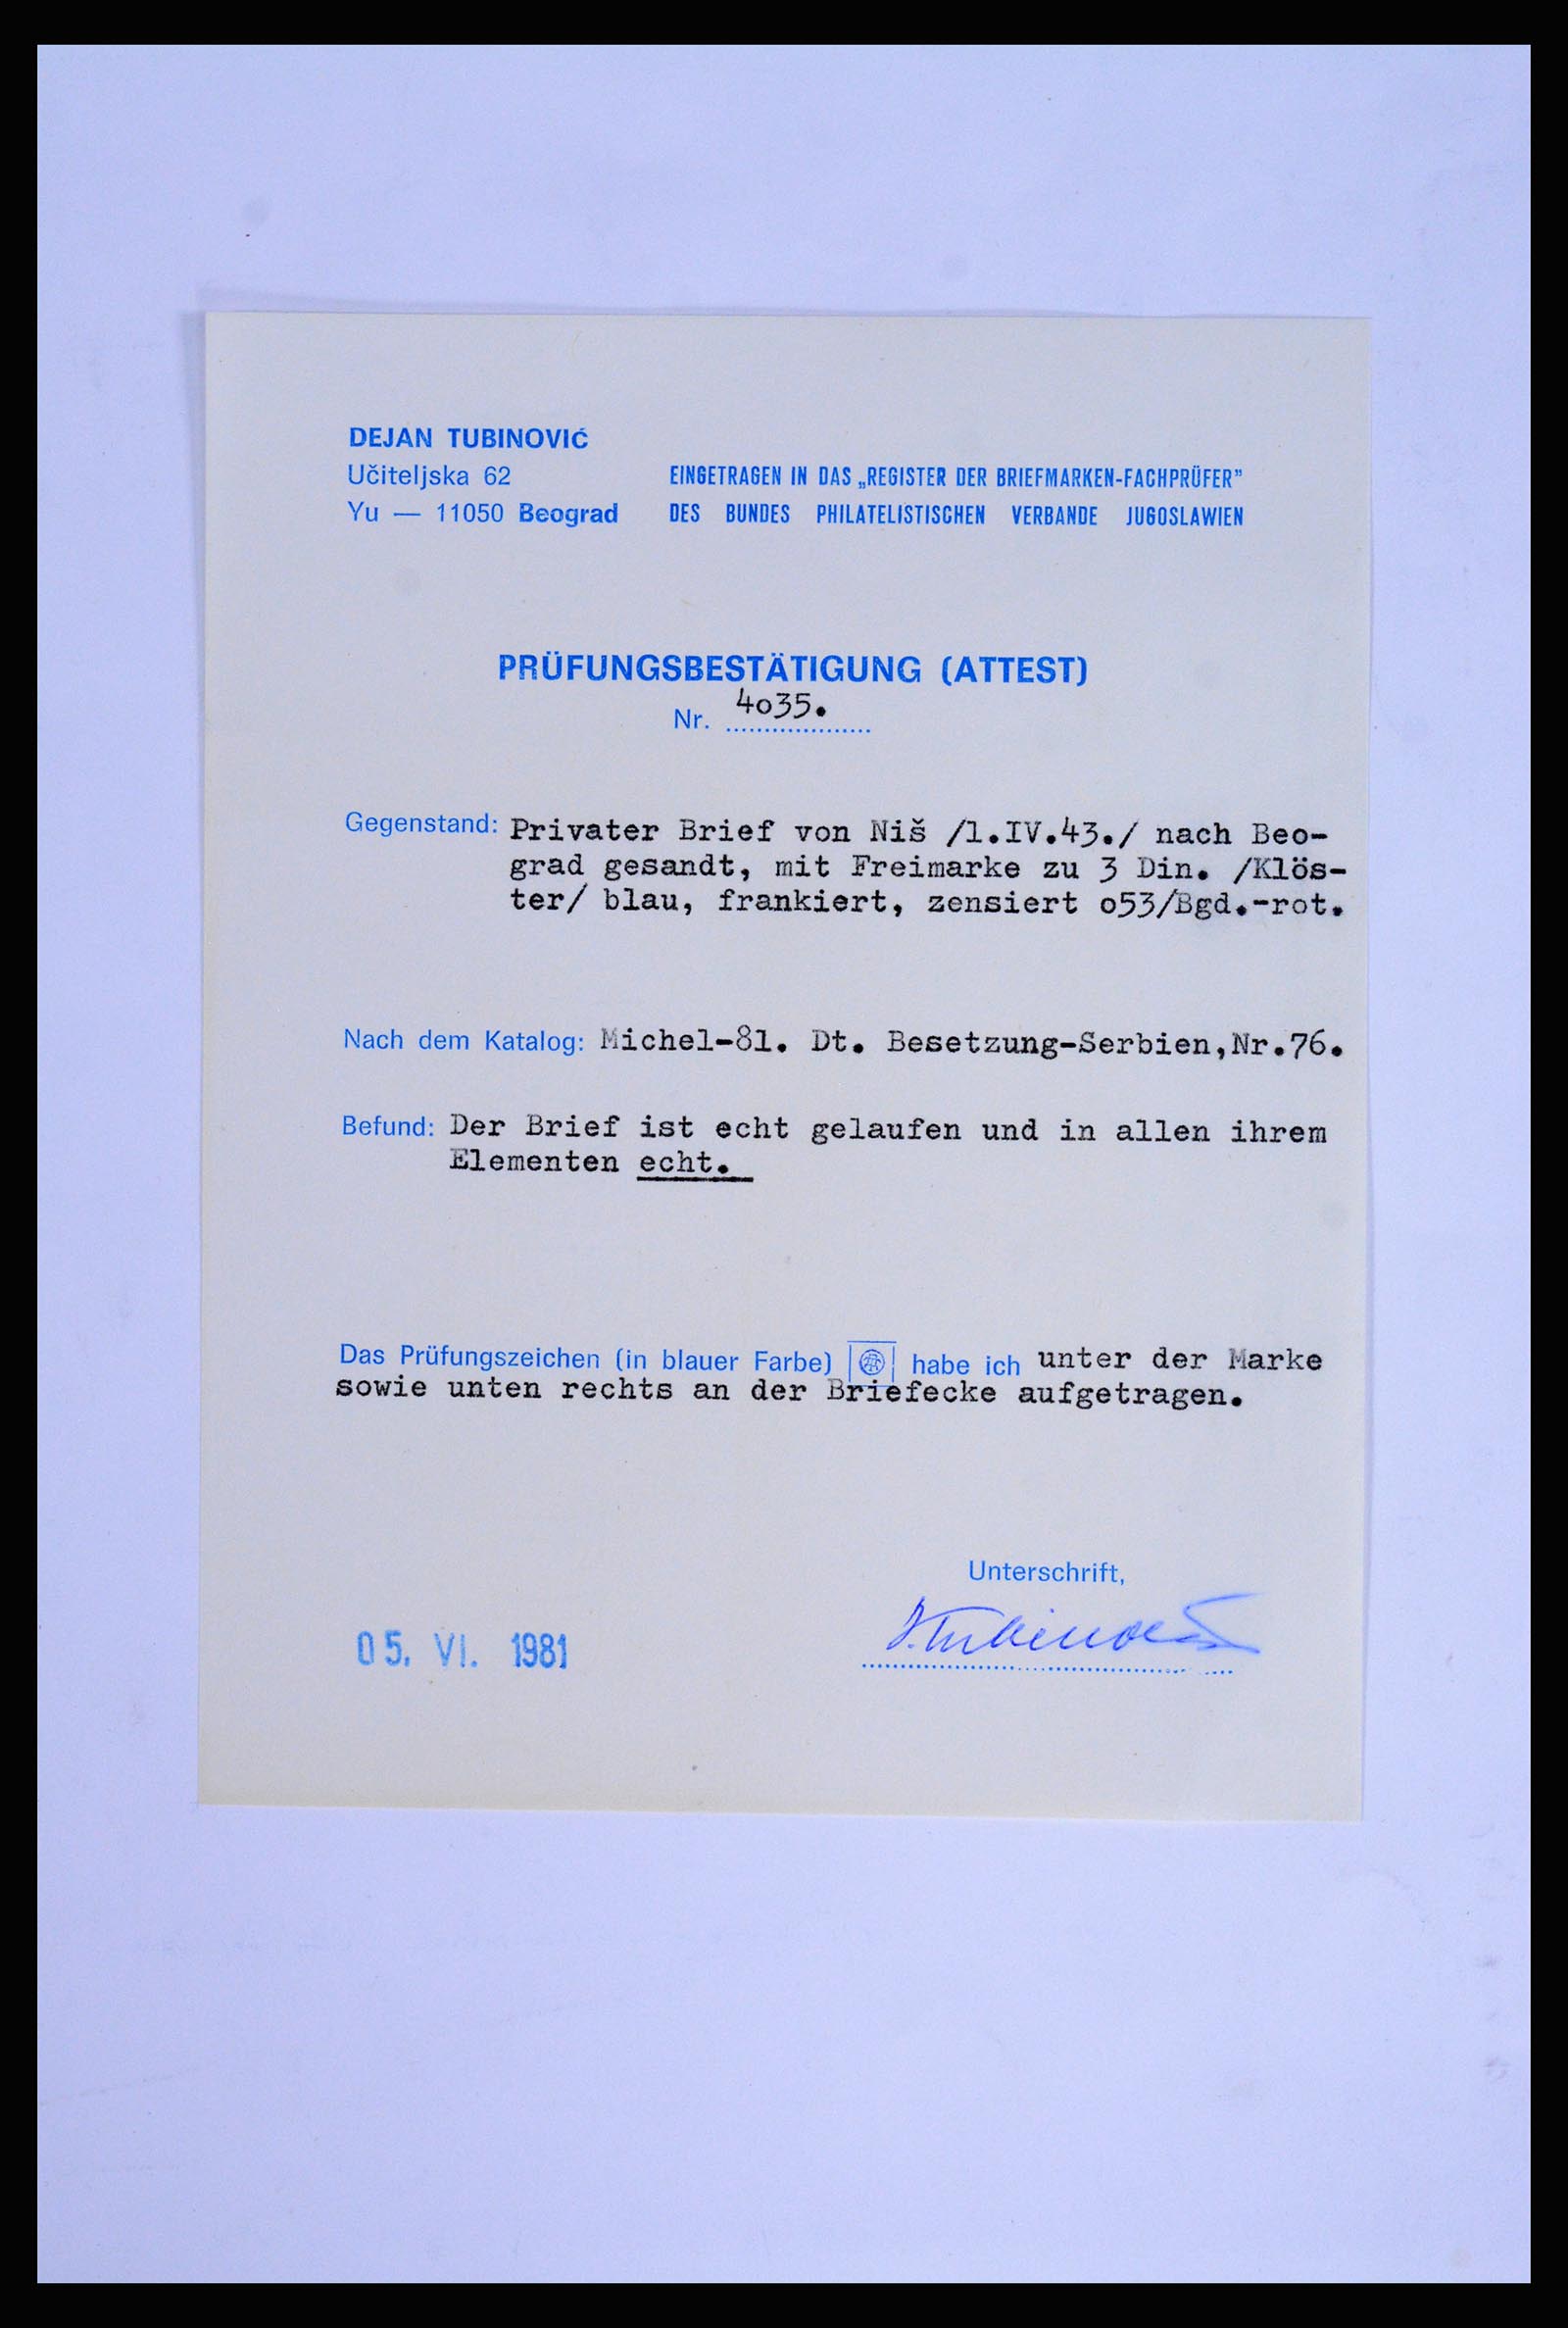 DEJAN TUBINOVIĆ
Učiteljska 62
Yu — 11050 Beograd
EINGETRAGEN IN DAS „REGISTER DER BRIEFMARKEN-FACHPRÜFER”
DES BUNDES PHILATELISTISCHEN VERBANDE JUGOSLAWIEN
PRÜFUNGSBESTÄTIGUNG (ATTEST)
Nr. 4o35.
Gegenstand: Privater Brief von Niš /1.IV.43./ nach Beo-
grad gesandt, mit Freimarke zu 3 Din. /Klös-
ter/ blau, frankiert, zensiert o53/Bgd.-rot.
Nach dem Katalog: Michel-81. Dt. Besetzung-Serbien,Nr.76.
Befund: Der Brief ist echt gelaufen und in allen ihrem
Elementen echt.
Das Prüfungszeichen (in blauer Farbe) habe ich unter der Marke
sowie unten rechts an der Briefecke aufgetragen.
Unterschrift,
D.Tubinović
05. VI. 1981